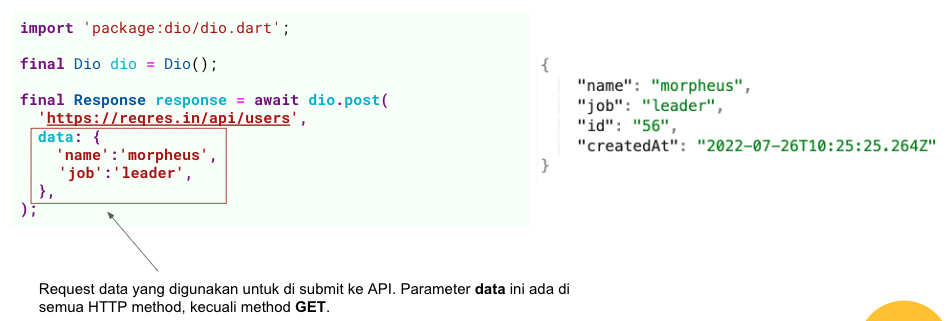 import 'package:dio/dio.dart';
final Dio dio = Dio();
final Response response = await dio.post(
'https://reqres.in/api/users',
data: {
'name':'morpheus',
'job':'leader',
},
);
{
"name": "morpheus",
"job": "leader",
"id": "56",
"createdAt": "2022-07-26T10:25:25.264Z"
}
Request data yang digunakan untuk di submit ke API. Parameter data ini ada di
semua HTTP method, kecuali method GET.